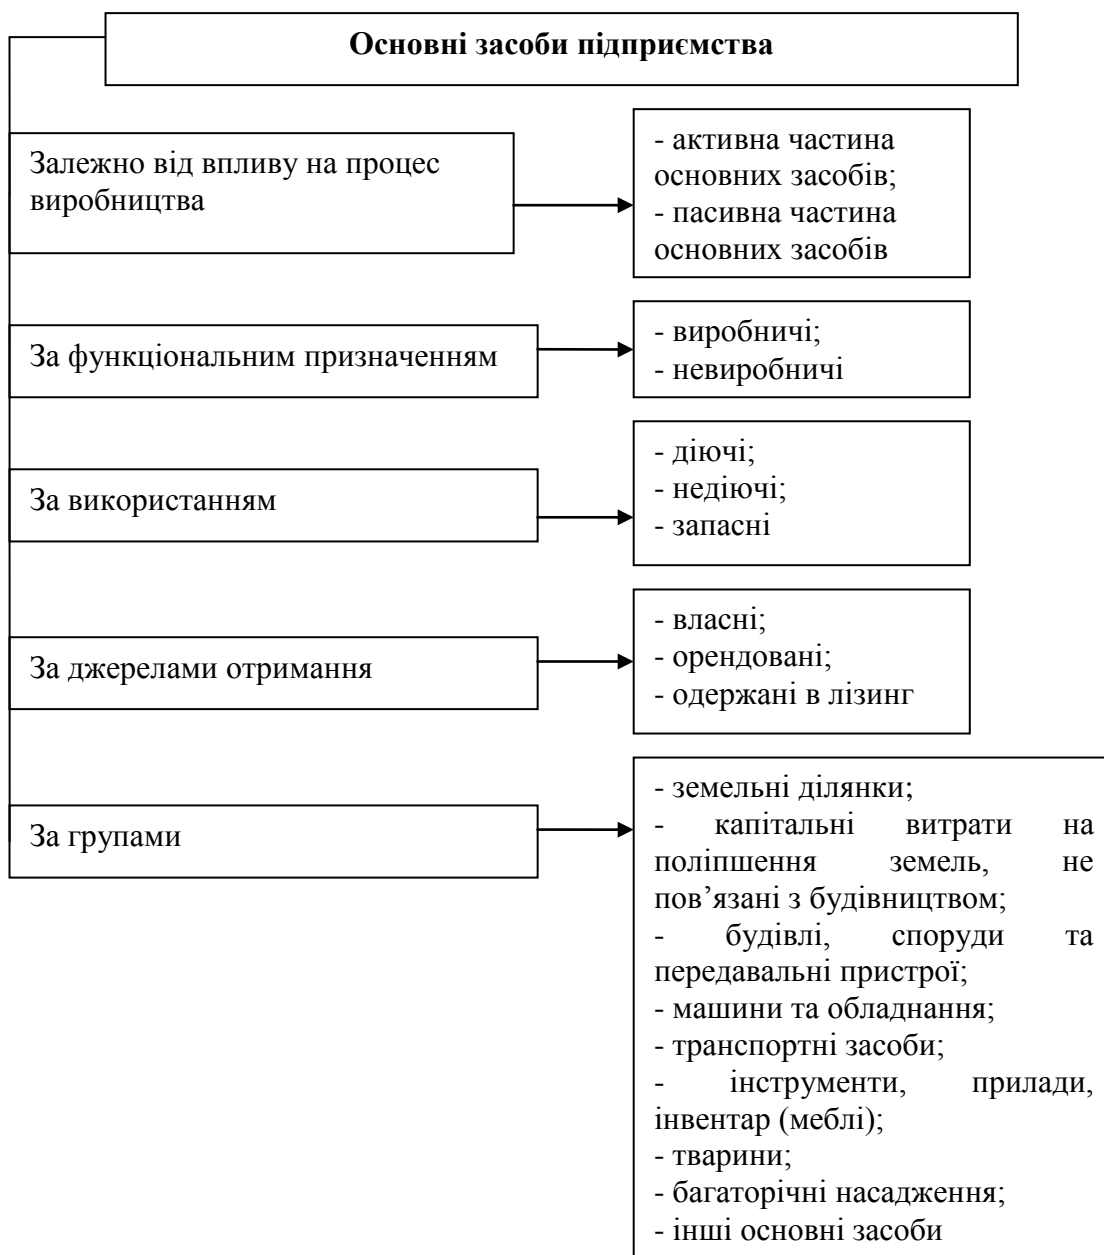 Основні засоби підприємства
Залежно від впливу на процес
виробництва
- активна частина
основних засобів;
- пасивна частина
основних засобів
За функціональним призначенням
- виробничі;
- невиробничі
За використанням
- діючі;
- недіючі;
- запасні
За джерелами отримання
- власні;
- орендовані;
- одержані в лізинг
За групами
- земельні ділянки;
- капітальні витрати на
поліпшення земель, не
пов’язані з будівництвом;
- будівлі, споруди та
передавальні пристрої;
- машини та обладнання;
- транспортні засоби;
- інструменти, прилади,
інвентар (меблі);
- тварини;
- багаторічні насадження;
- інші основні засоби